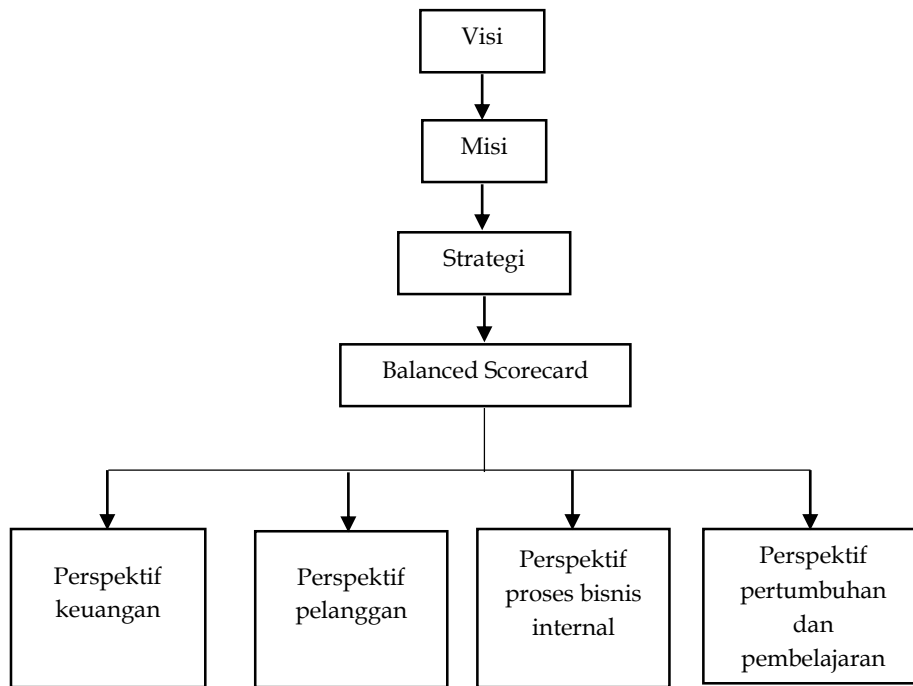 Visi
Misi
Strategi
Balanced Scorecard
Perspektif
keuangan
Perspektif
pelanggan
Perspektif
proses bisnis
internal
Perspektif
pertumbuhan
dan
pembelajaran